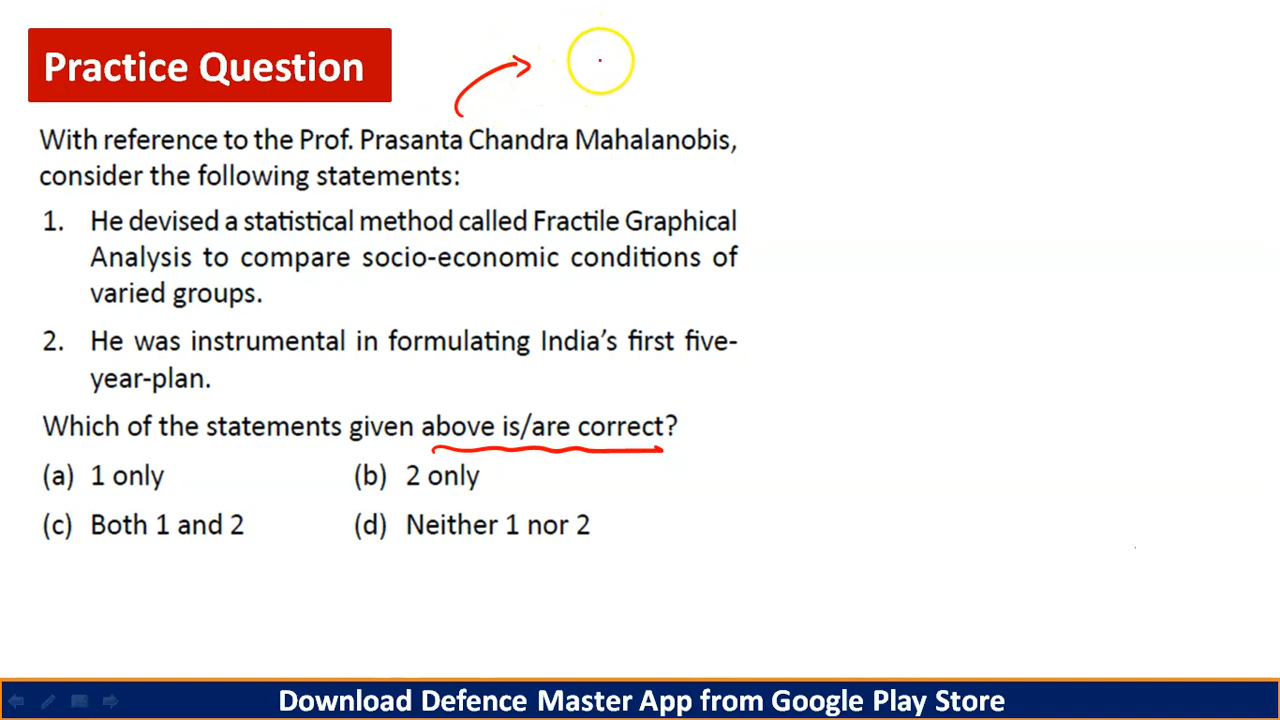 Practice Question
With reference to the Prof. Prasanta Chandra Mahalanobis,
consider the following statements:
1. He devised a statistical method called Fractile Graphical
Analysis to compare socio-economic conditions of
varied groups.
2. He was instrumental in formulating India's first five-
year-plan.
Which of the statements given above is/are correct?
(a) 1 only (b) 2 only
(c) Both 1 and 2 (d) Neither 1 nor 2
Download Defence Master App from Google Play Store